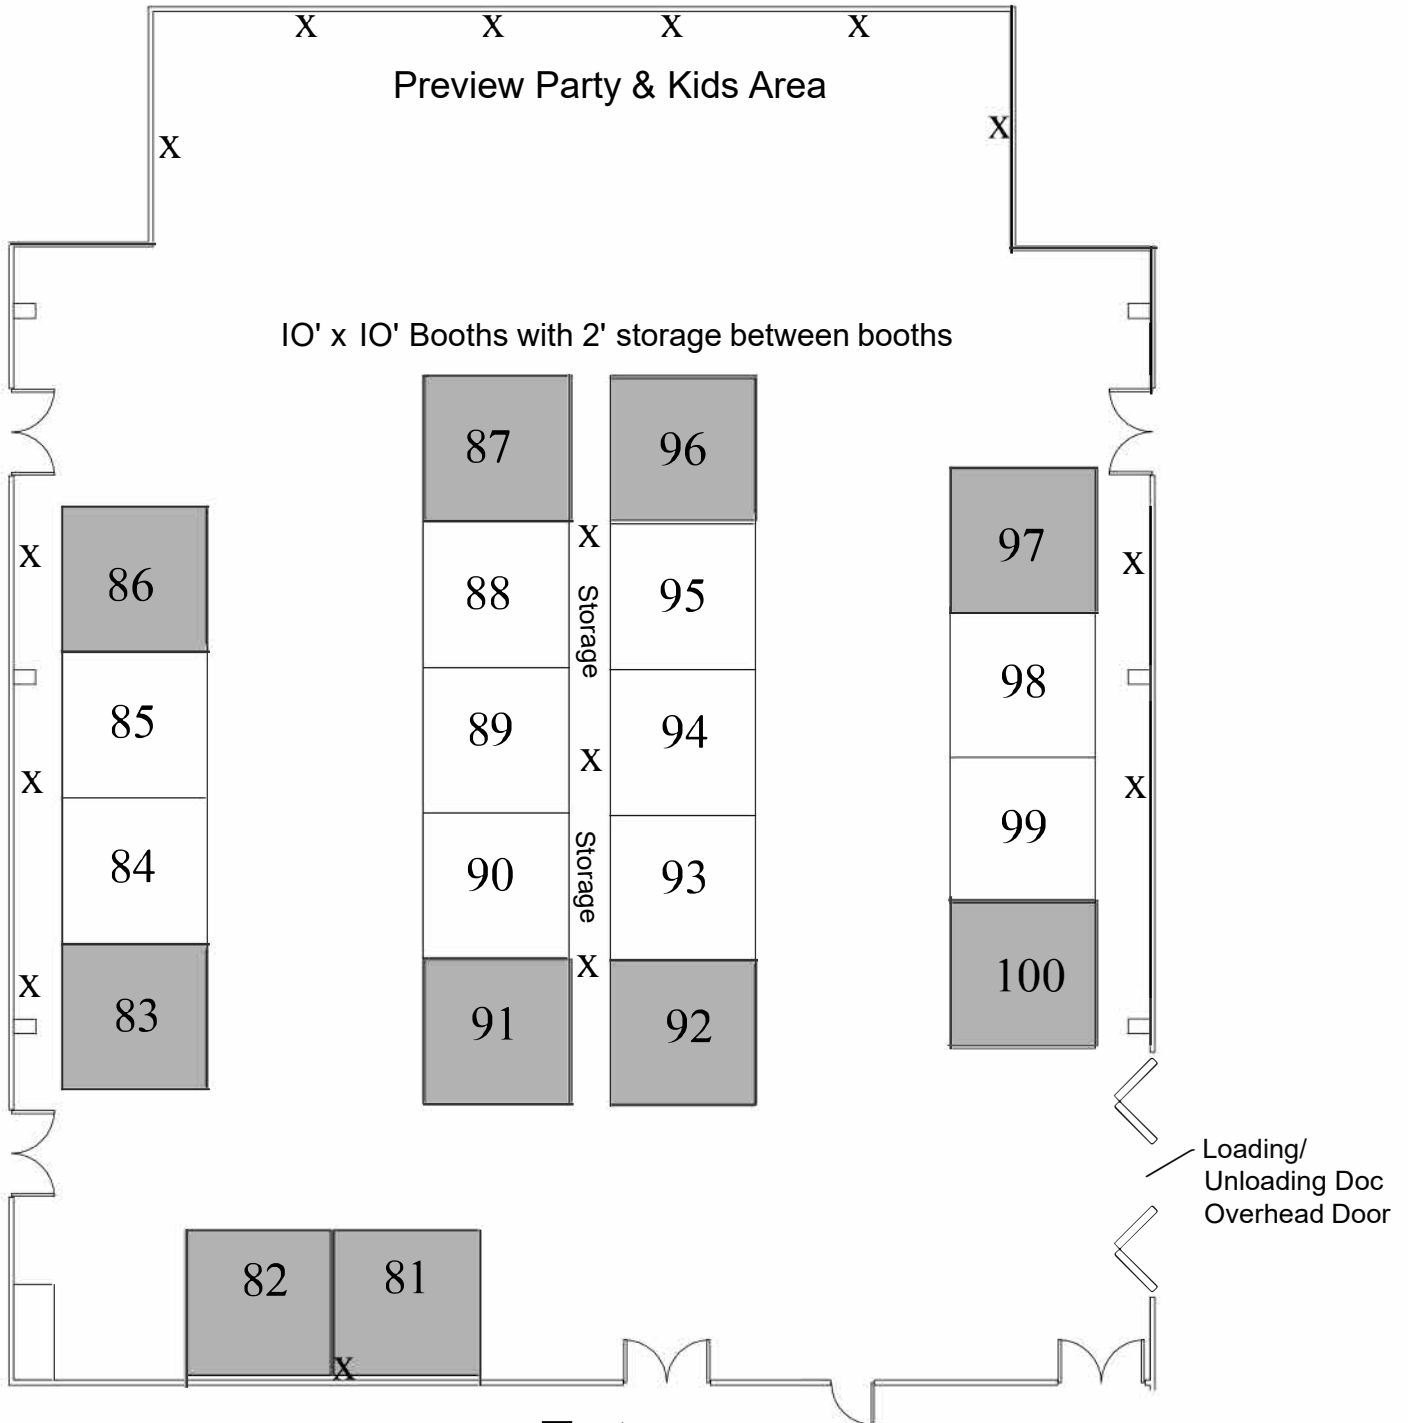 X X X X
Preview Party & Kids Area
X X
IO' x IO' Booths with 2' storage between booths
87 96
X
97
X X
86
88 Storage 95
98
85 89 94
X X X
99
84 90 Storage 93
X
100
X
83 91 92
Loading/
Unloading Doc
Overhead Door
82 81
X